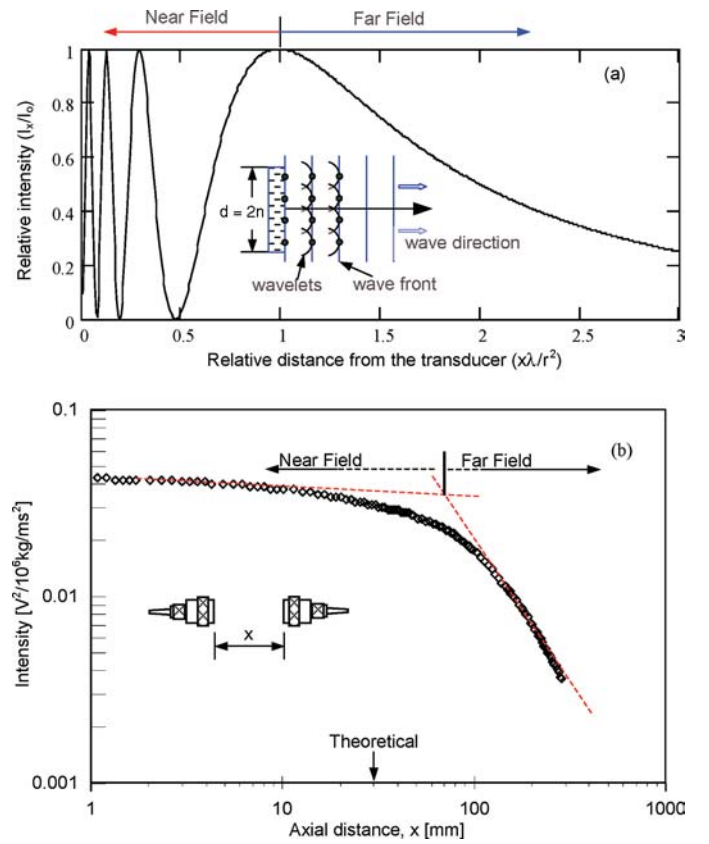 Near Field Far Field
(a)
Relative intensity (Iₓ/Iₒ)
1
0.8
0.6
0.4
0.2
0
d = 2n
wave direction
wavelets wave front
0 0.5 1 1.5 2 2.5 3
Relative distance from the transducer (xλ/r²)
(b)
Near Field Far Field
Intensity [V²/10⁶kg/ms²]
0.1
0.01
0.001
x
Theoretical
1 10 100 1000
Axial distance, x [mm]